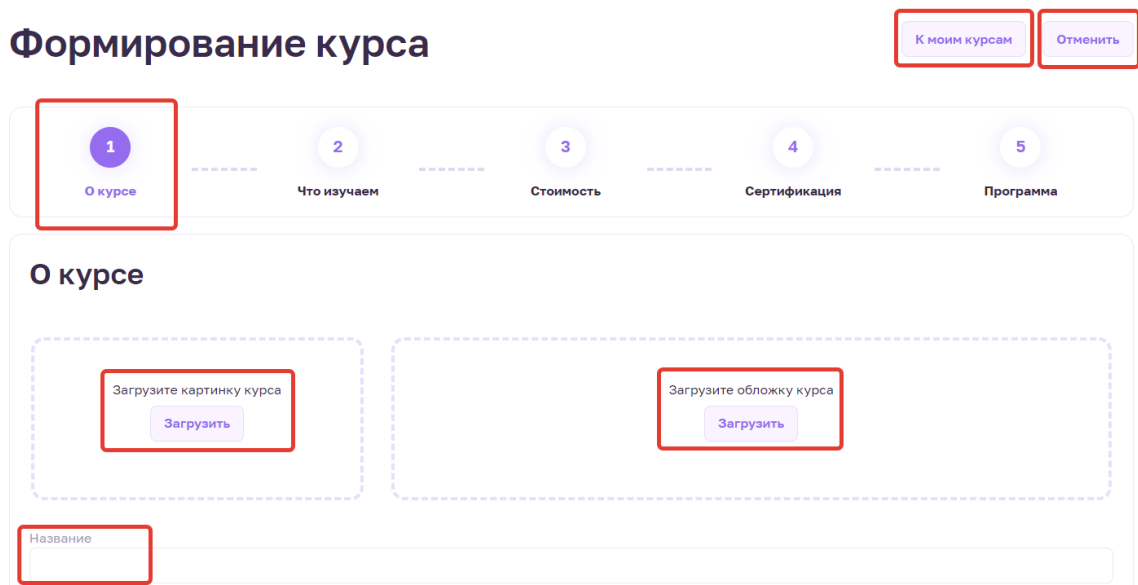 Формирование курса
К моим курсам
Отменить
1
2
3
4
5
О курсе
Что изучаем
Стоимость
Сертификация
Программа
О курсе
Загрузите картинку курса
Загрузить
Загрузите обложку курса
Загрузить
Название